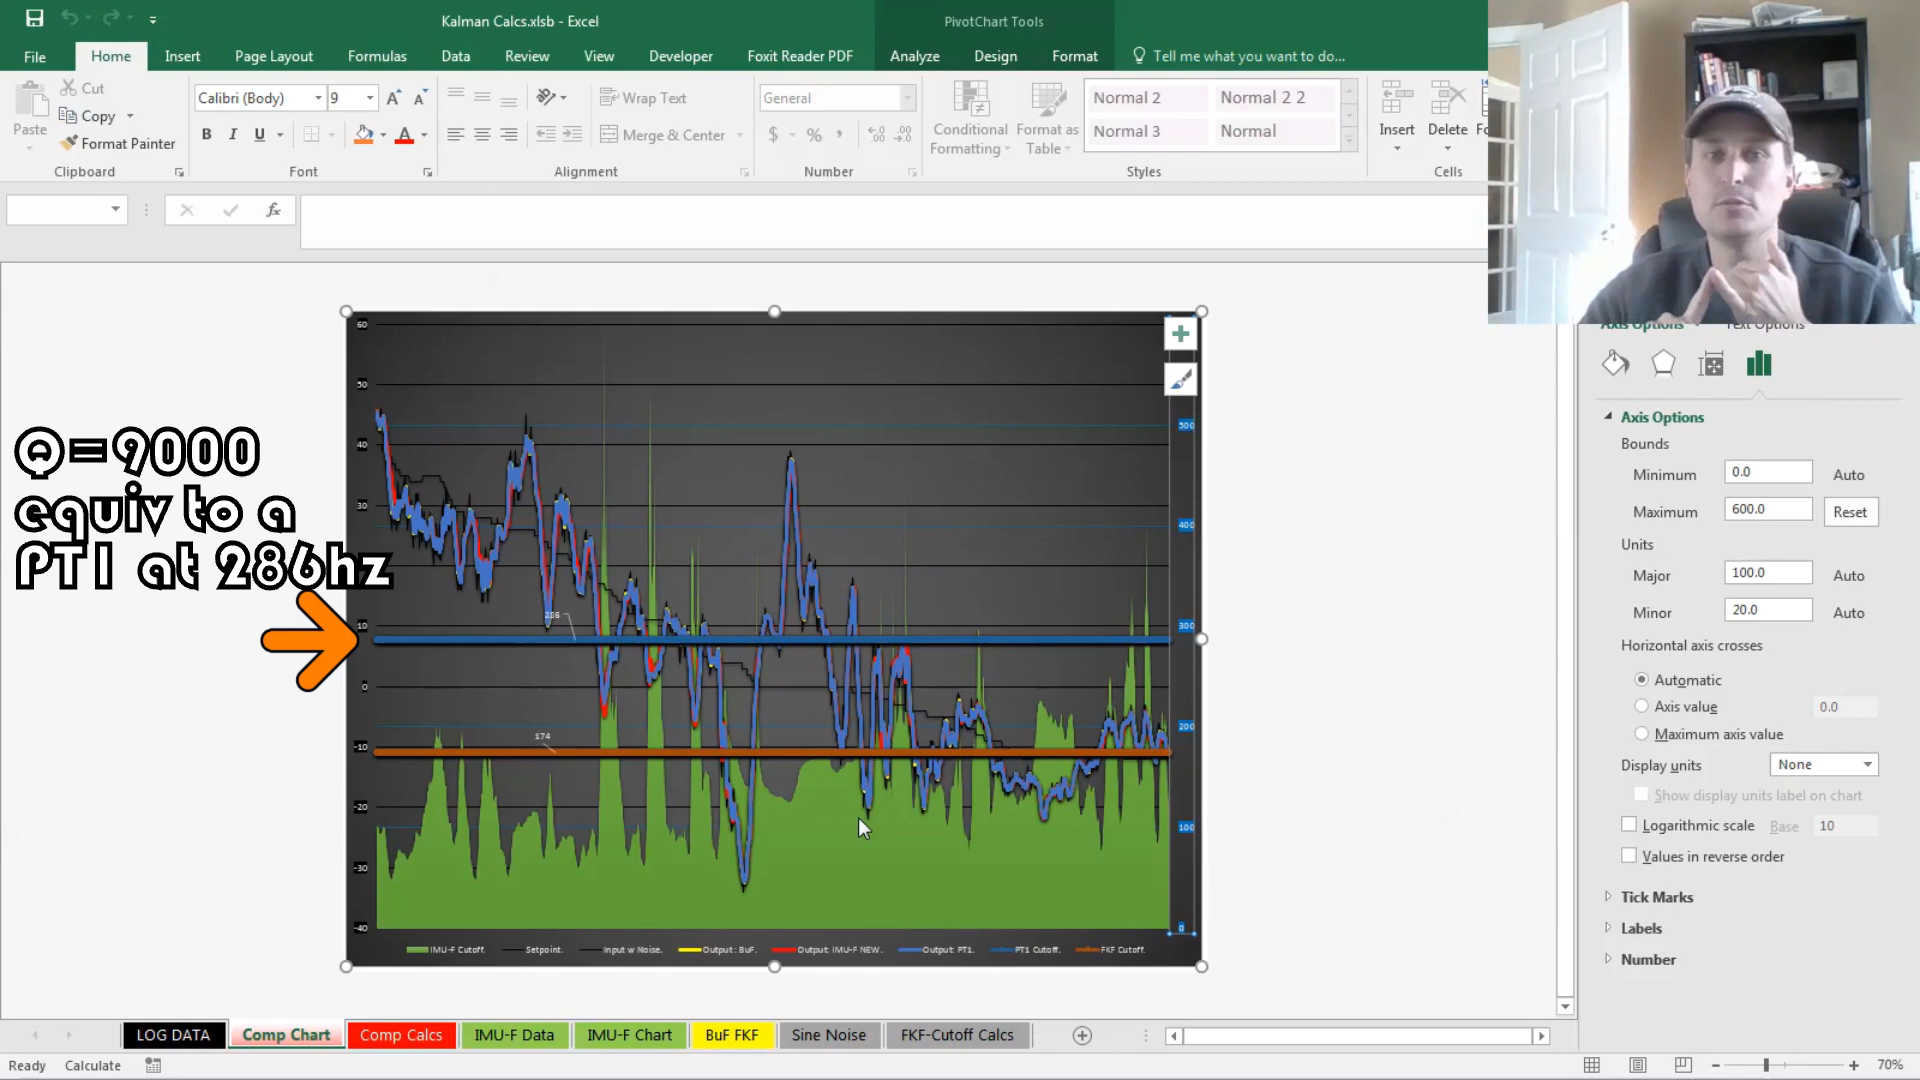 Kalman Calcs.xlsb - Excel
PivotChart Tools
File
Home
Insert
Page Layout
Formulas
Data
Review
View
Developer
Foxit Reader PDF
Analyze
Design
Format
Tell me what you want to do...
Paste
Cut
Copy
Format Painter
Clipboard
Calibri (Body)
9
B
I
U
Font
Wrap Text
Merge & Center
Alignment
General
$
%
Number
Conditional Formatting
Format as Table
Normal 2
Normal 2 2
Normal 3
Normal
Styles
Insert
Delete
Cells
fx
Q=9000
equiv to a
PT1 at 286hz
60
50
40
30
10
0
-10
-20
-30
-40
500
400
300
200
100
0
286
174
IMU-F Cutoff.
Setpoint.
Input w Noise.
Output: BuF.
Output: IMU-F NEW.
Output: PT1.
PT1 Cutoff.
FKF Cutoff.
Axis Options
Text Options
Axis Options
Bounds
Minimum 0.0 Auto
Maximum 600.0 Reset
Units
Major 100.0 Auto
Minor 20.0 Auto
Horizontal axis crosses
Automatic
Axis value 0.0
Maximum axis value
Display units None
Show display units label on chart
Logarithmic scale Base 10
Values in reverse order
Tick Marks
Labels
Number
LOG DATA
Comp Chart
Comp Calcs
IMU-F Data
IMU-F Chart
BuF FKF
Sine Noise
FKF-Cutoff Calcs
Ready
Calculate
70%